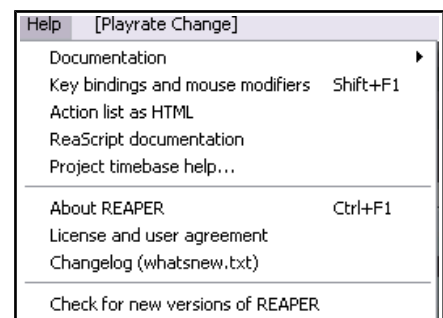 Help [Playrate Change]
Documentation
Key bindings and mouse modifiers Shift+F1
Action list as HTML
ReaScript documentation
Project timebase help...
About REAPER Ctrl+F1
License and user agreement
Changelog (whatsnew.txt)
Check for new versions of REAPER